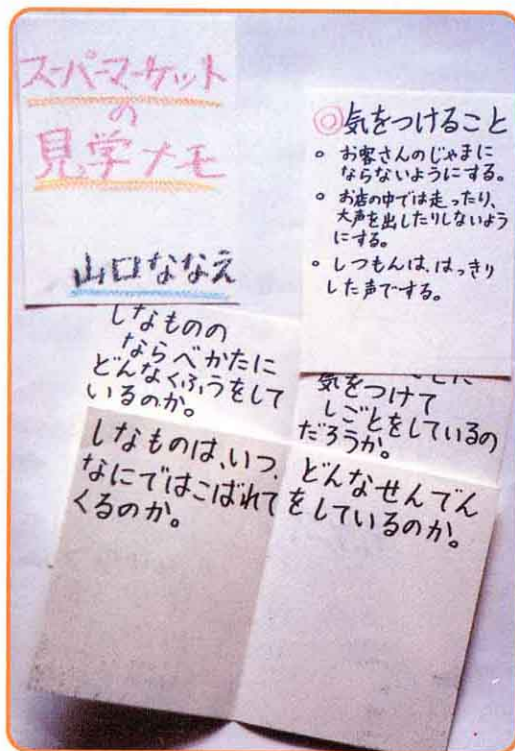 スーパーマーケット
の
見学メモ
山口ななえ
◎気をつけること
。お客さんのじゃまに
ならないようにする。
。お店の中では走ったり、
大声を出したりしないよう
にする。
。しつもんは、はっきり
した声でする。
しなものの
ならべかたに
どんなくふうをして
いるのか。
気をつけて
しごとをしているの
だろうか。
しなものは、いつ、
なにではこばれて
くるのか。
どんなせんでん
をしているのか。